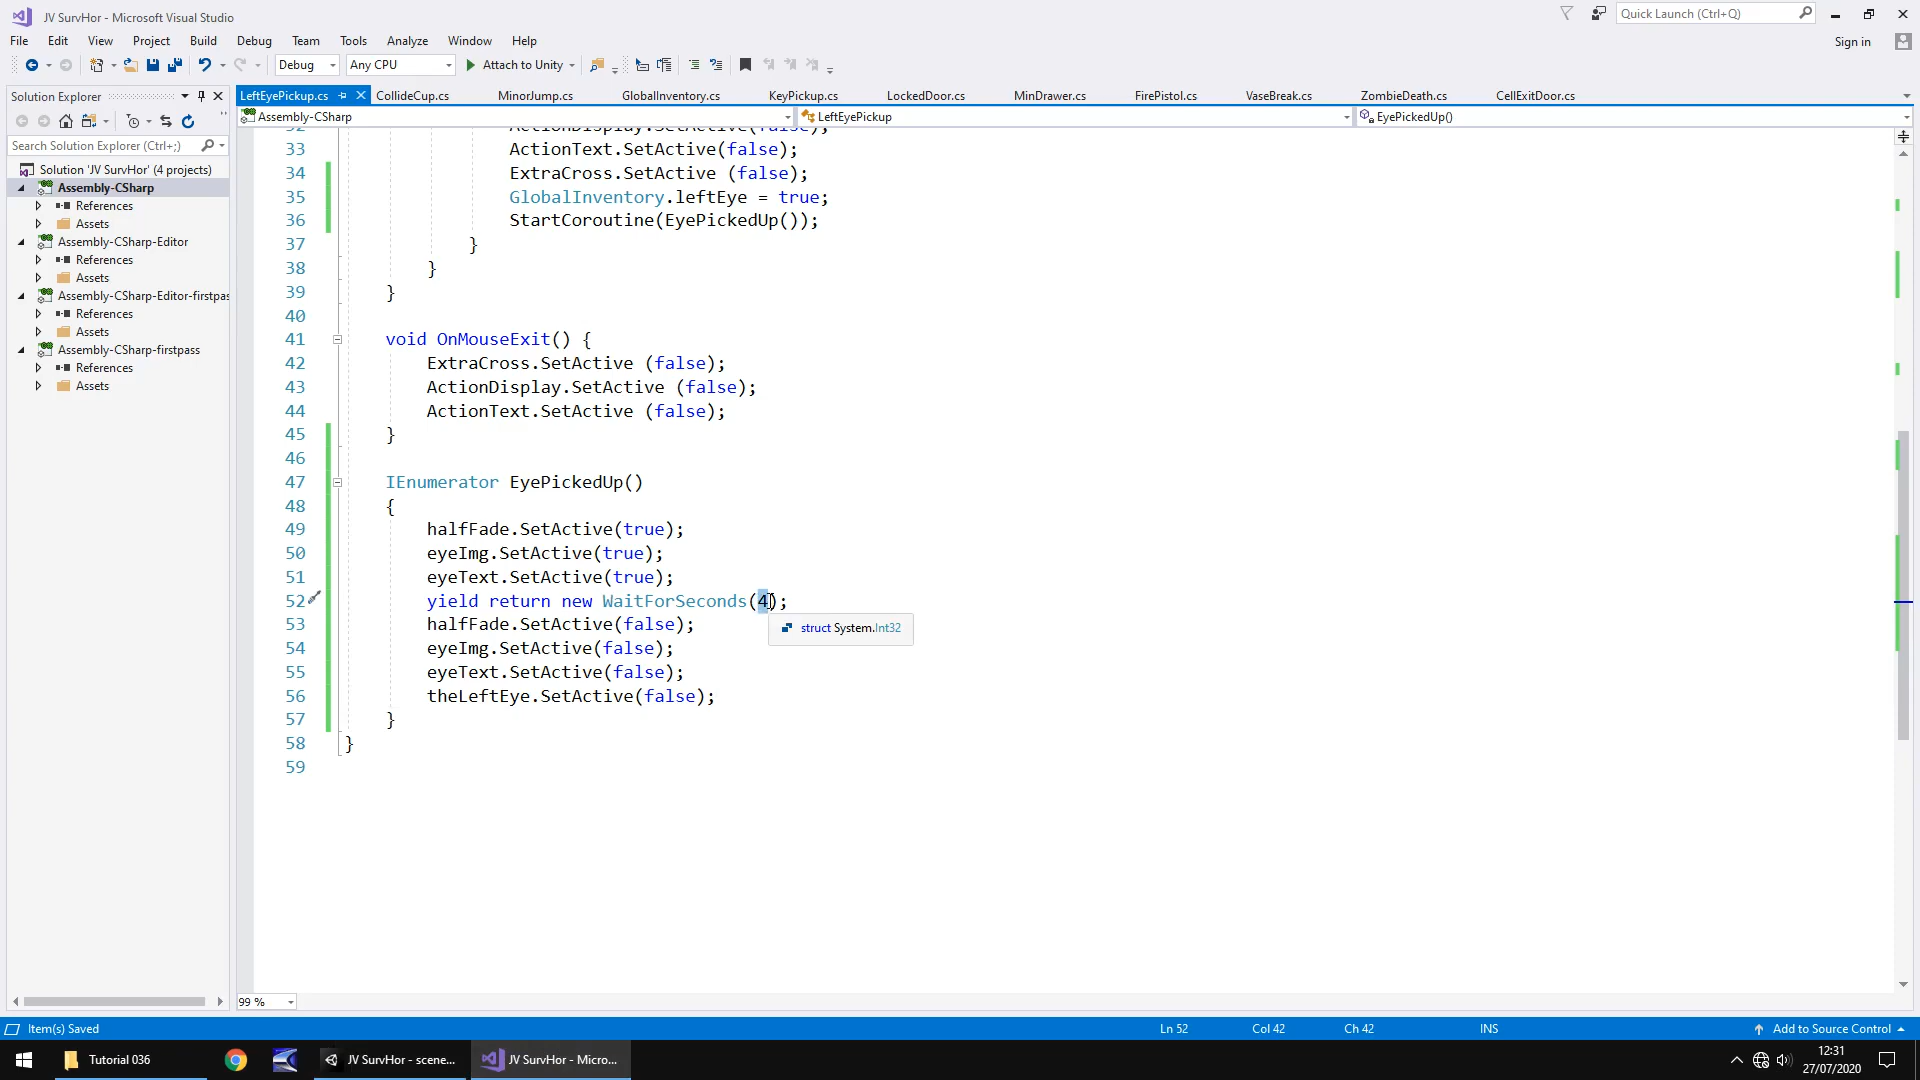 JV SurvHor - Microsoft Visual Studio
Quick Launch (Ctrl+Q)
File Edit View Project Build Debug Team Tools Analyze Window Help
Sign in
Debug Any CPU Attach to Unity
Solution Explorer
LeftEyePickup.cs CollideCup.cs MinorJump.cs GlobalInventory.cs KeyPickup.cs LockedDoor.cs MinDrawer.cs FirePistol.cs VaseBreak.cs ZombieDeath.cs CellExitDoor.cs
Assembly-CSharp LeftEyePickup EyePickedUp()
Search Solution Explorer (Ctrl+;)
Solution 'JV SurvHor' (4 projects)
Assembly-CSharp
References
Assets
Assembly-CSharp-Editor
References
Assets
Assembly-CSharp-Editor-firstpas
References
Assets
Assembly-CSharp-firstpass
References
Assets
32 ActionDisplay.SetActive(false);
33 ActionText.SetActive(false);
34 ExtraCross.SetActive (false);
35 GlobalInventory.leftEye = true;
36 StartCoroutine(EyePickedUp());
37 }
38 }
39 }
40
41 void OnMouseExit() {
42 ExtraCross.SetActive (false);
43 ActionDisplay.SetActive (false);
44 ActionText.SetActive (false);
45 }
46
47 IEnumerator EyePickedUp()
48 {
49 halfFade.SetActive(true);
50 eyeImg.SetActive(true);
51 eyeText.SetActive(true);
52 yield return new WaitForSeconds(4);
53 halfFade.SetActive(false);
struct System.Int32
54 eyeImg.SetActive(false);
55 eyeText.SetActive(false);
56 theLeftEye.SetActive(false);
57 }
58 }
59
99 %
Item(s) Saved Ln 52 Col 42 Ch 42 INS Add to Source Control
Tutorial 036 JV SurvHor - scene... JV SurvHor - Micro...
12:31
27/07/2020